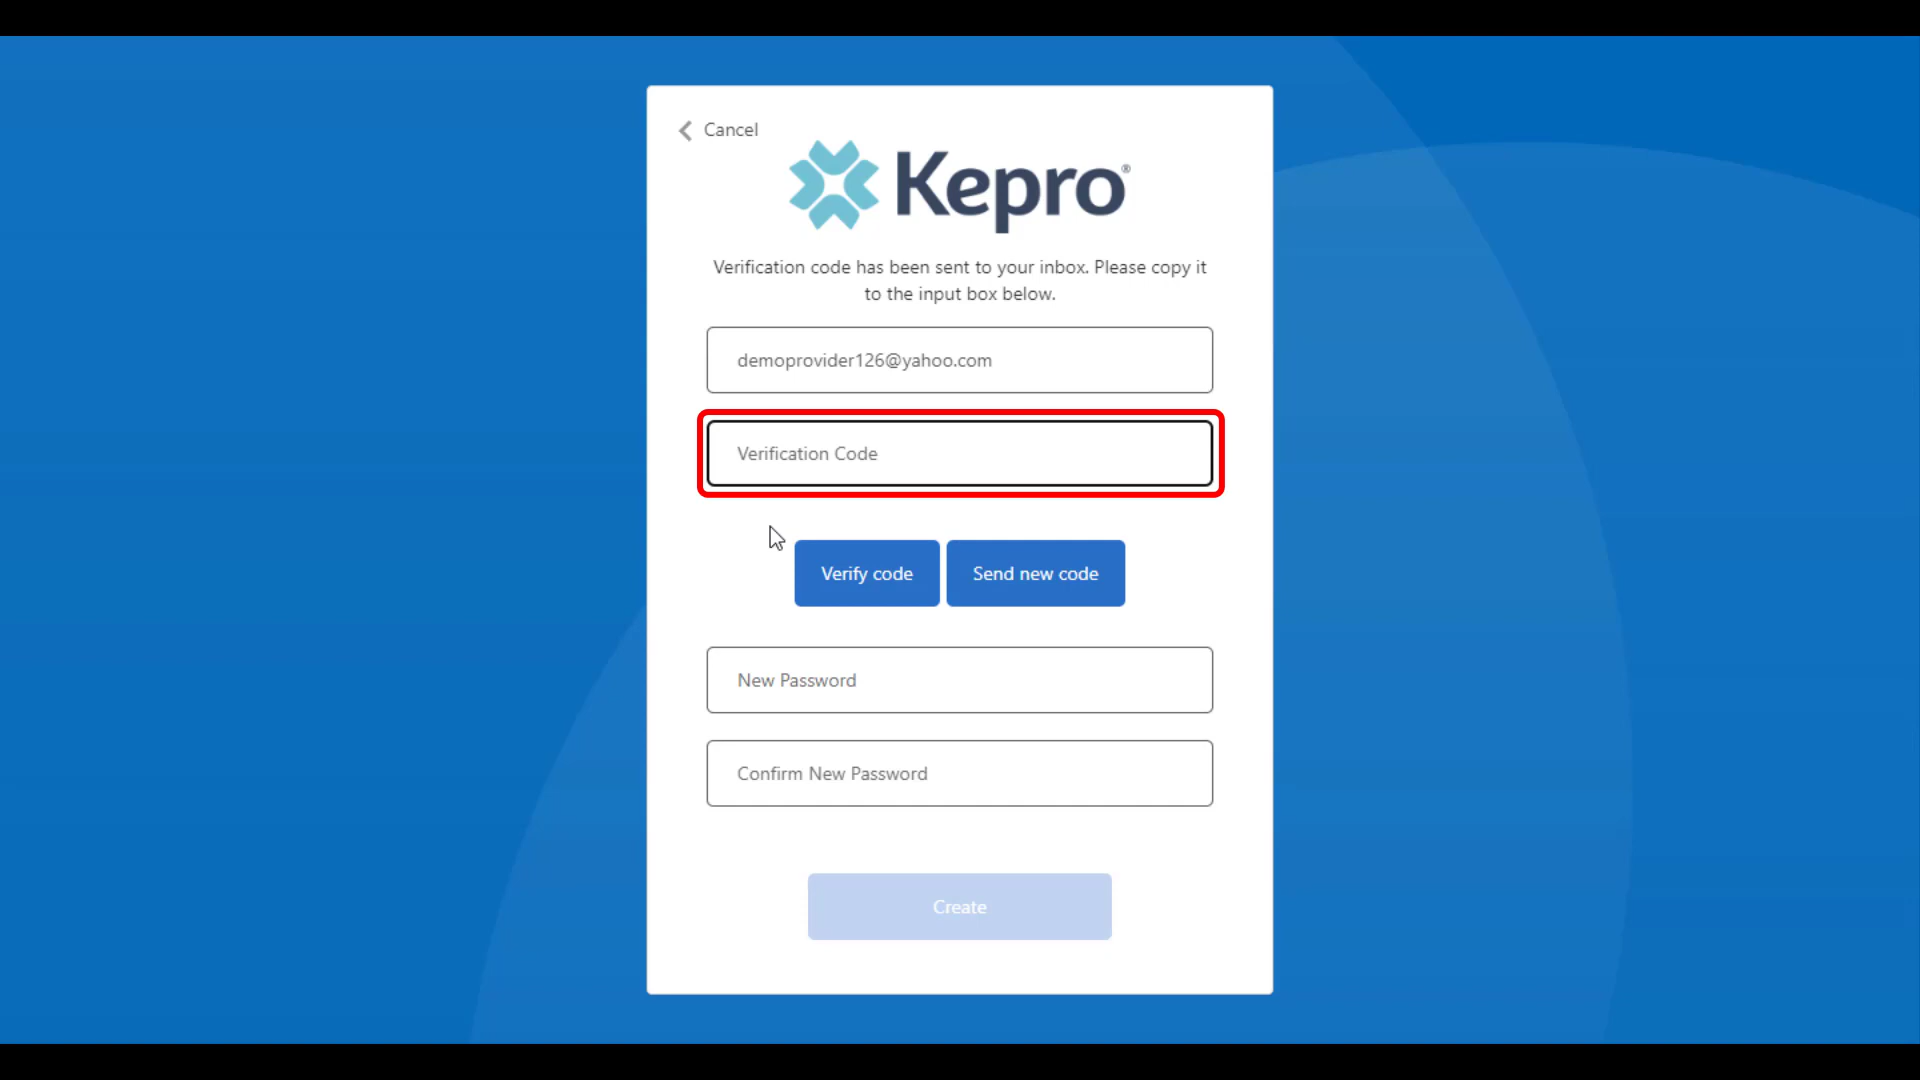 Cancel
Kepro®
Verification code has been sent to your inbox. Please copy it
to the input box below.
demoprovider126@yahoo.com
Verification Code
Verify code
Send new code
New Password
Confirm New Password
Create